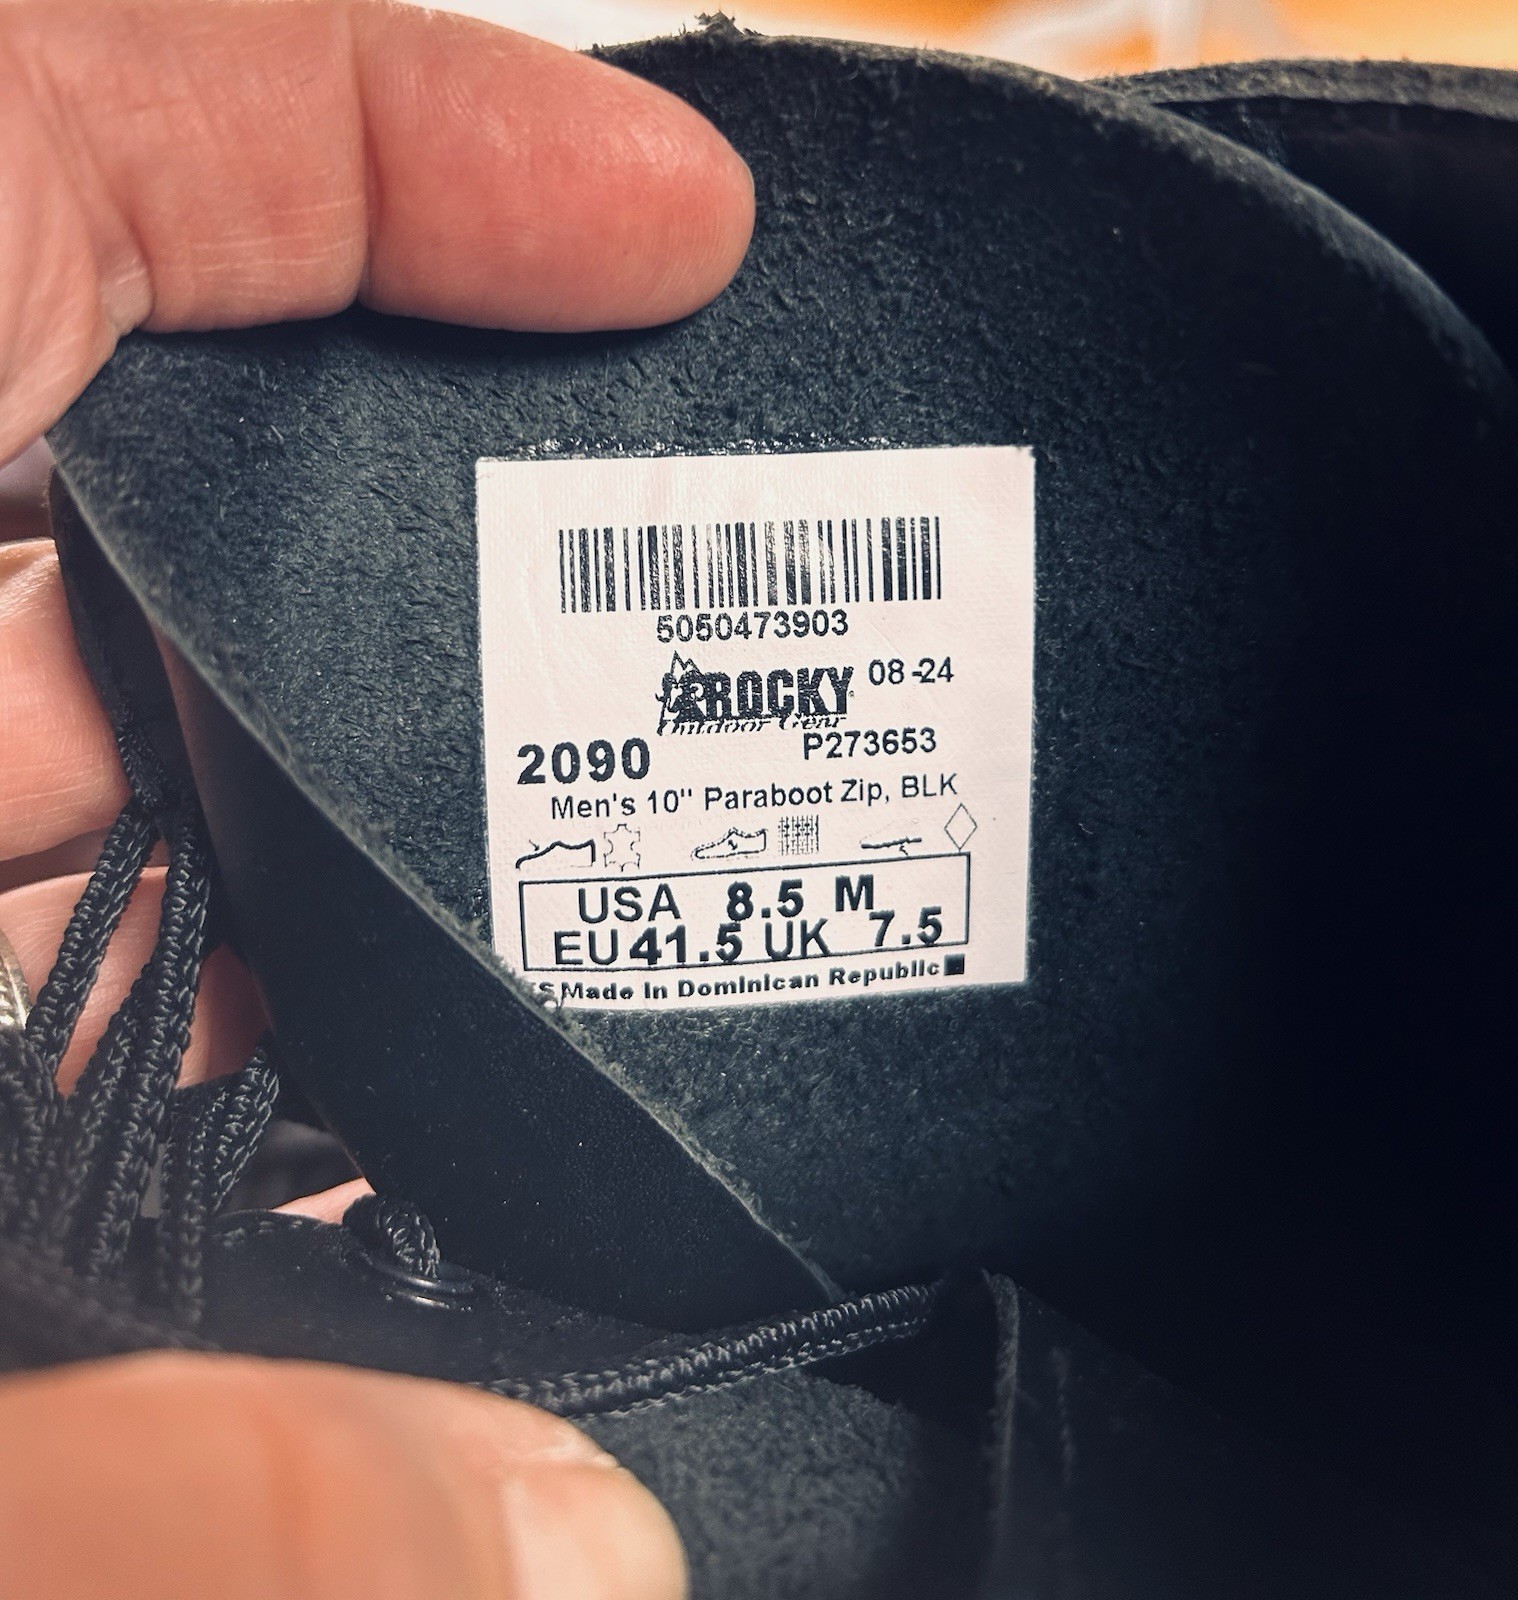 5050473903
ROCKY 08-24
Outdoor Gear
2090 P273653
Men's 10" Paraboot Zip, BLK
USA 8.5 M
EU 41.5 UK 7.5
Made In Dominican Republic